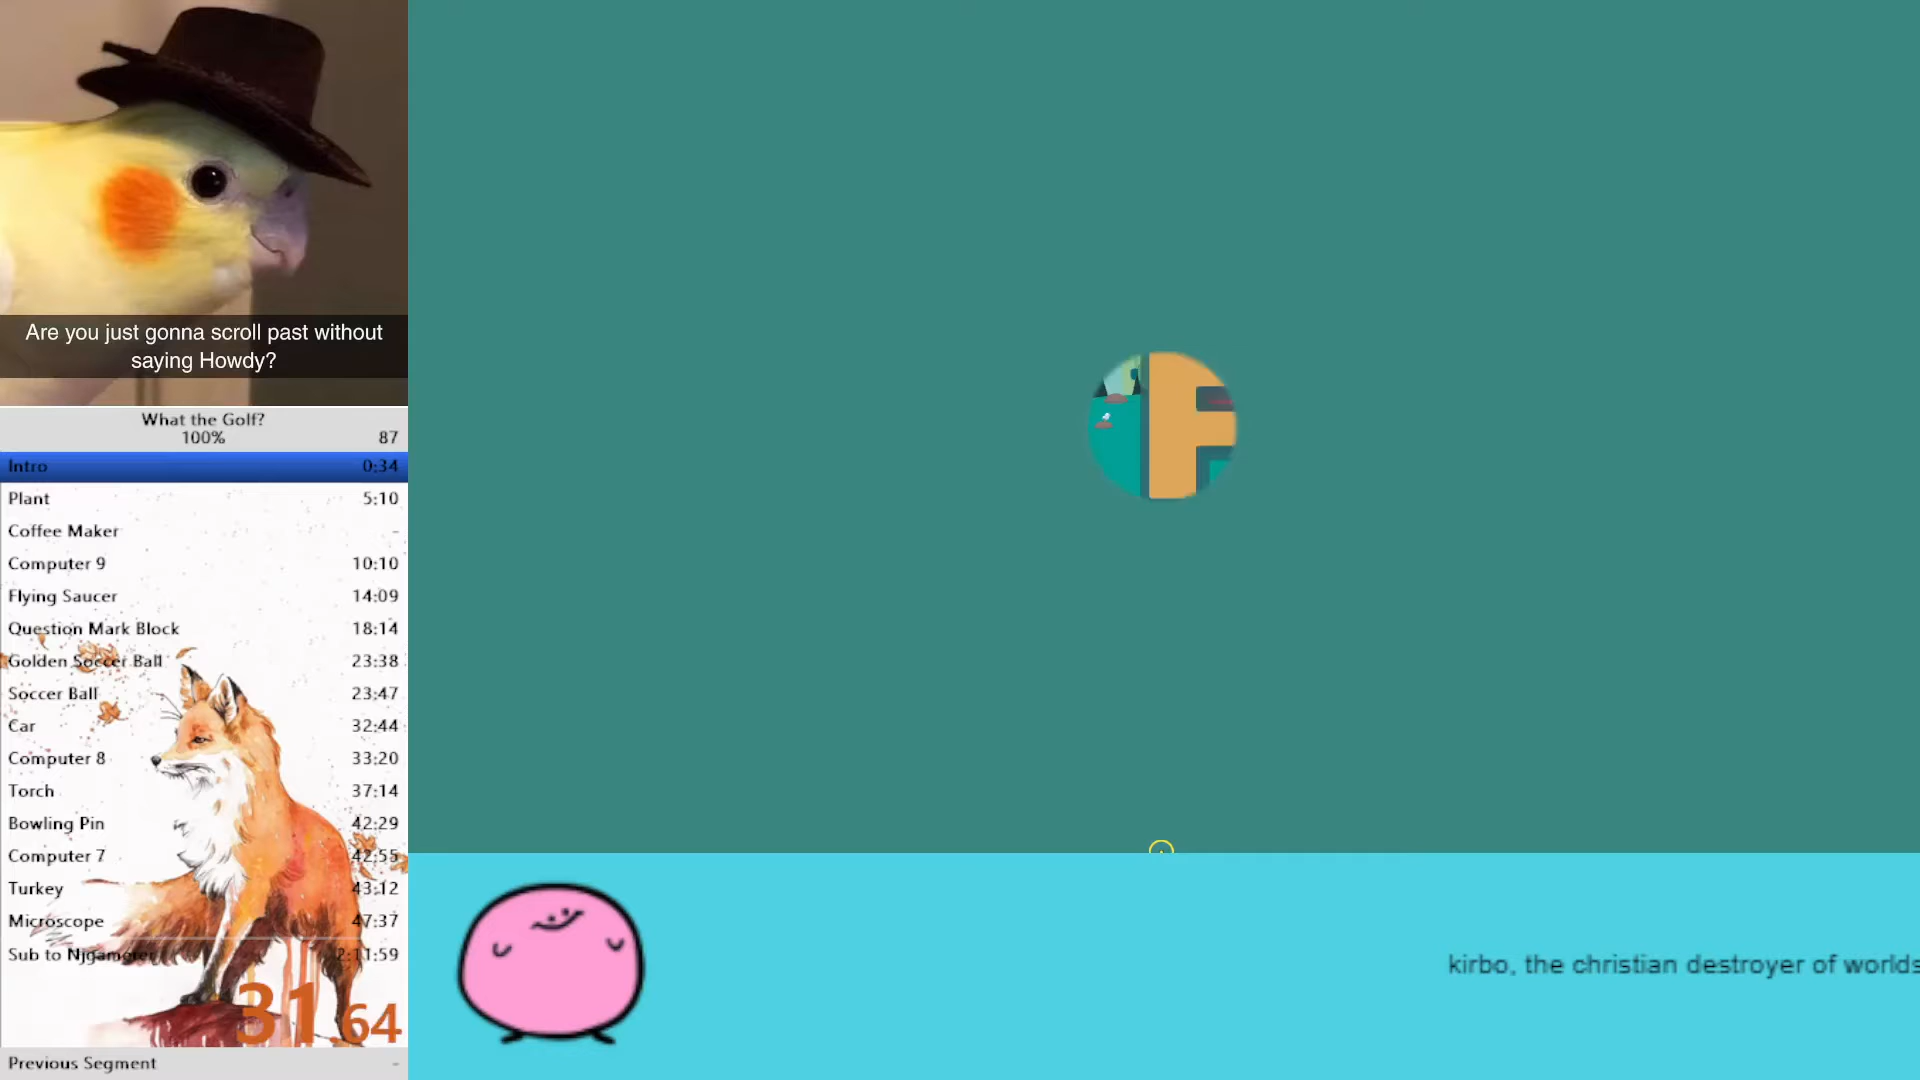 Are you just gonna scroll past without
saying Howdy?
What the Golf?
100% 87
Intro 0:34
Plant 5:10
Coffee Maker -
Computer 9 10:10
Flying Saucer 14:09
Question Mark Block 18:14
Golden Soccer Ball 23:38
Soccer Ball 23:47
Car 32:44
Computer 8 33:20
Torch 37:14
Bowling Pin 42:29
Computer 7 42:55
Turkey 43:12
Microscope 47:37
Sub to Njgamerer 2:11:59
31.64
Previous Segment -
F
kirbo, the christian destroyer of worlds